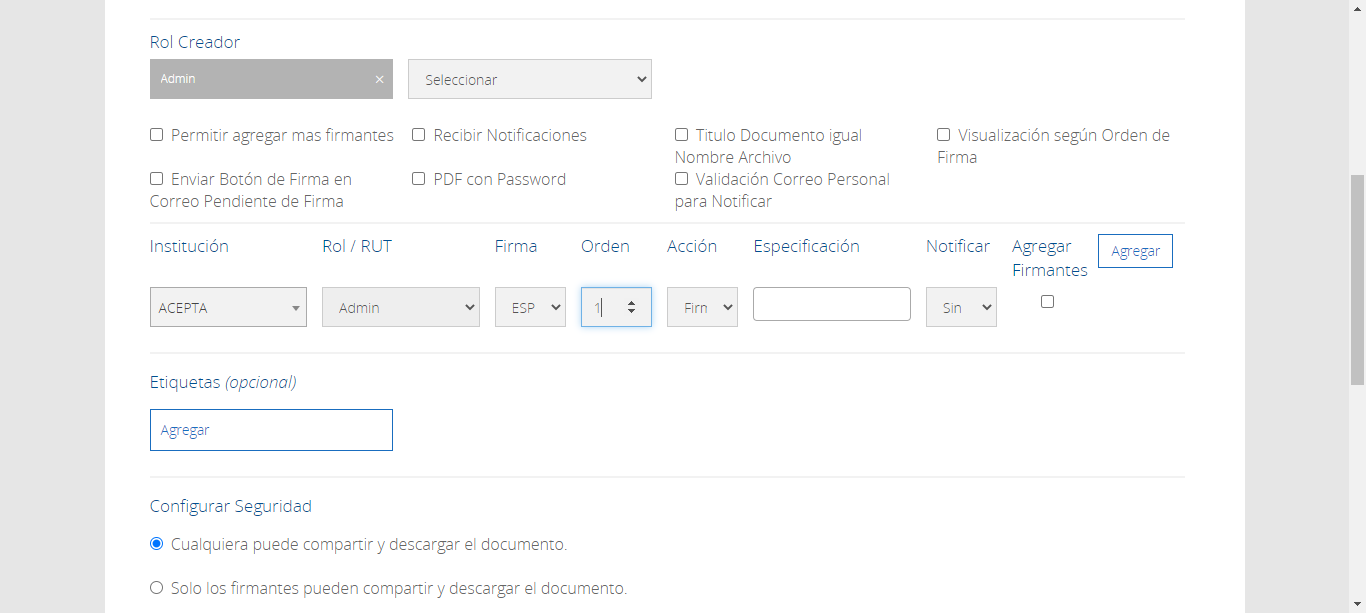 Rol Creador
Admin ×
Seleccionar
Permitir agregar mas firmantes
Recibir Notificaciones
Titulo Documento igual
Nombre Archivo
Visualización según Orden de
Firma
Enviar Botón de Firma en
Correo Pendiente de Firma
PDF con Password
Validación Correo Personal
para Notificar
Institución Rol / RUT Firma Orden Acción Especificación Notificar Agregar
Firmantes
Agregar
ACEPTA Admin ESP 1 Firn Sin
Etiquetas (opcional)
Agregar
Configurar Seguridad
Cualquiera puede compartir y descargar el documento.
Solo los firmantes pueden compartir y descargar el documento.